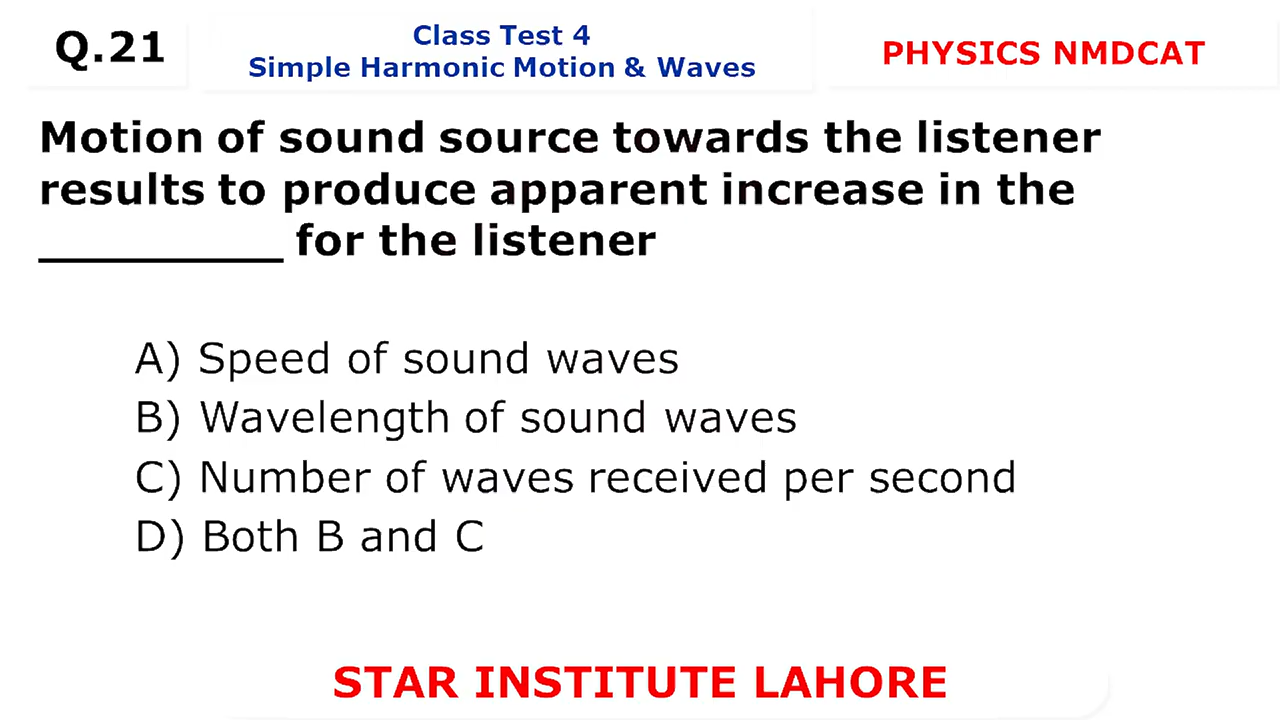 Q.21
Class Test 4
Simple Harmonic Motion & Waves
PHYSICS NMDCAT
Motion of sound source towards the listener
results to produce apparent increase in the
_________ for the listener
A) Speed of sound waves
B) Wavelength of sound waves
C) Number of waves received per second
D) Both B and C
STAR INSTITUTE LAHORE